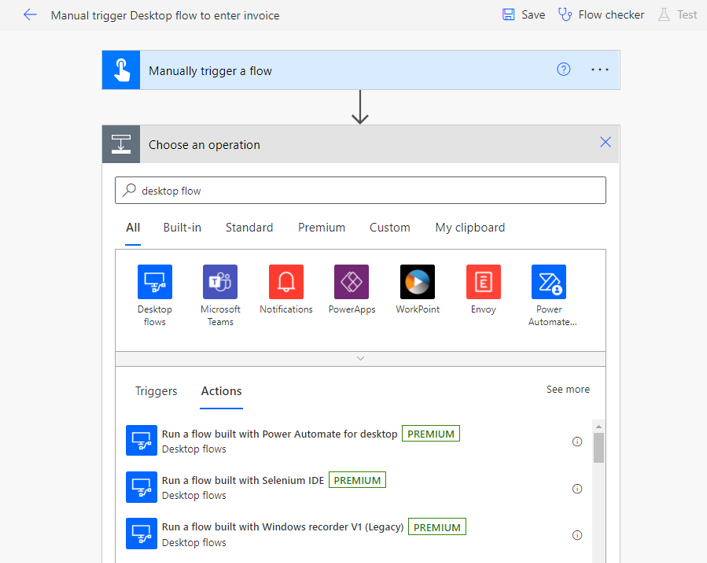 Manual trigger Desktop flow to enter invoice Save Flow checker Test
Manually trigger a flow
Choose an operation
desktop flow
All Built-in Standard Premium Custom My clipboard
Desktop flows Microsoft Teams Notifications PowerApps WorkPoint Envoy Power Automate...
Triggers Actions See more
Run a flow built with Power Automate for desktop PREMIUM
Desktop flows
Run a flow built with Selenium IDE PREMIUM
Desktop flows
Run a flow built with Windows recorder V1 (Legacy) PREMIUM
Desktop flows